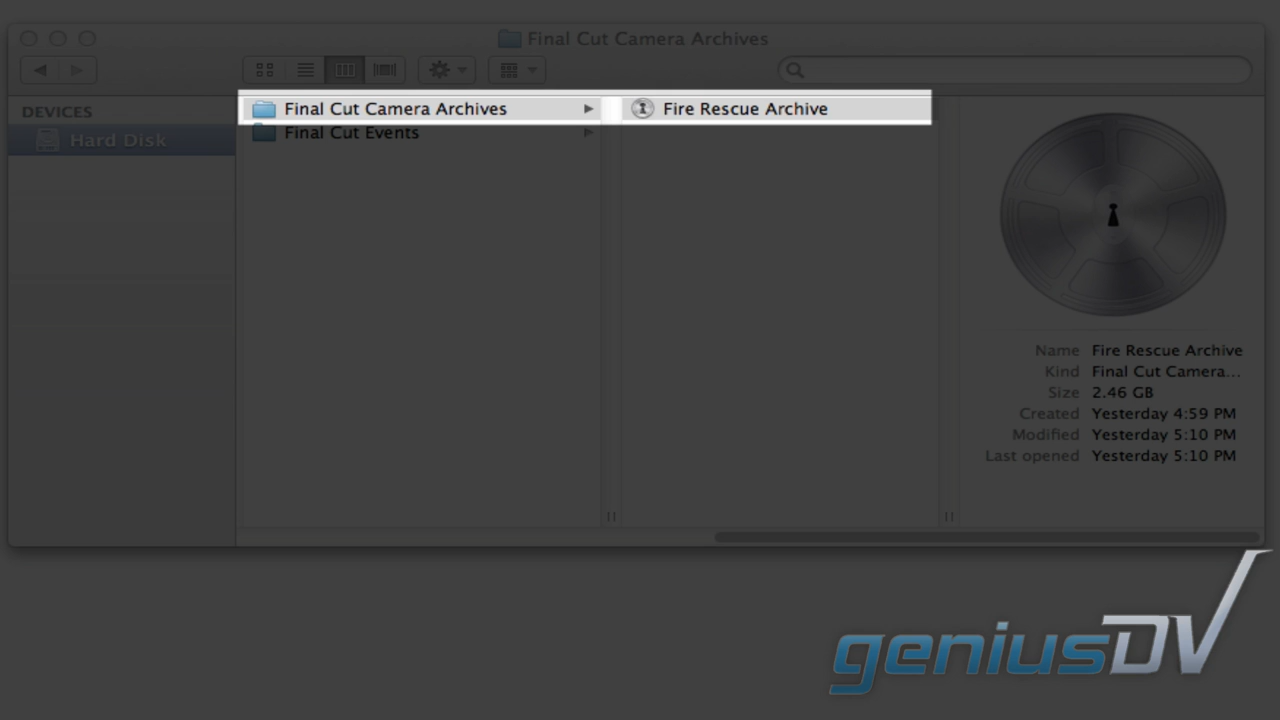 Final Cut Camera Archives
DEVICES
Hard Disk
Final Cut Camera Archives
Final Cut Events
Fire Rescue Archive
Name Fire Rescue Archive
Kind Final Cut Camera...
Size 2.46 GB
Created Yesterday 4:59 PM
Modified Yesterday 5:10 PM
Last opened Yesterday 5:10 PM
geniusDV